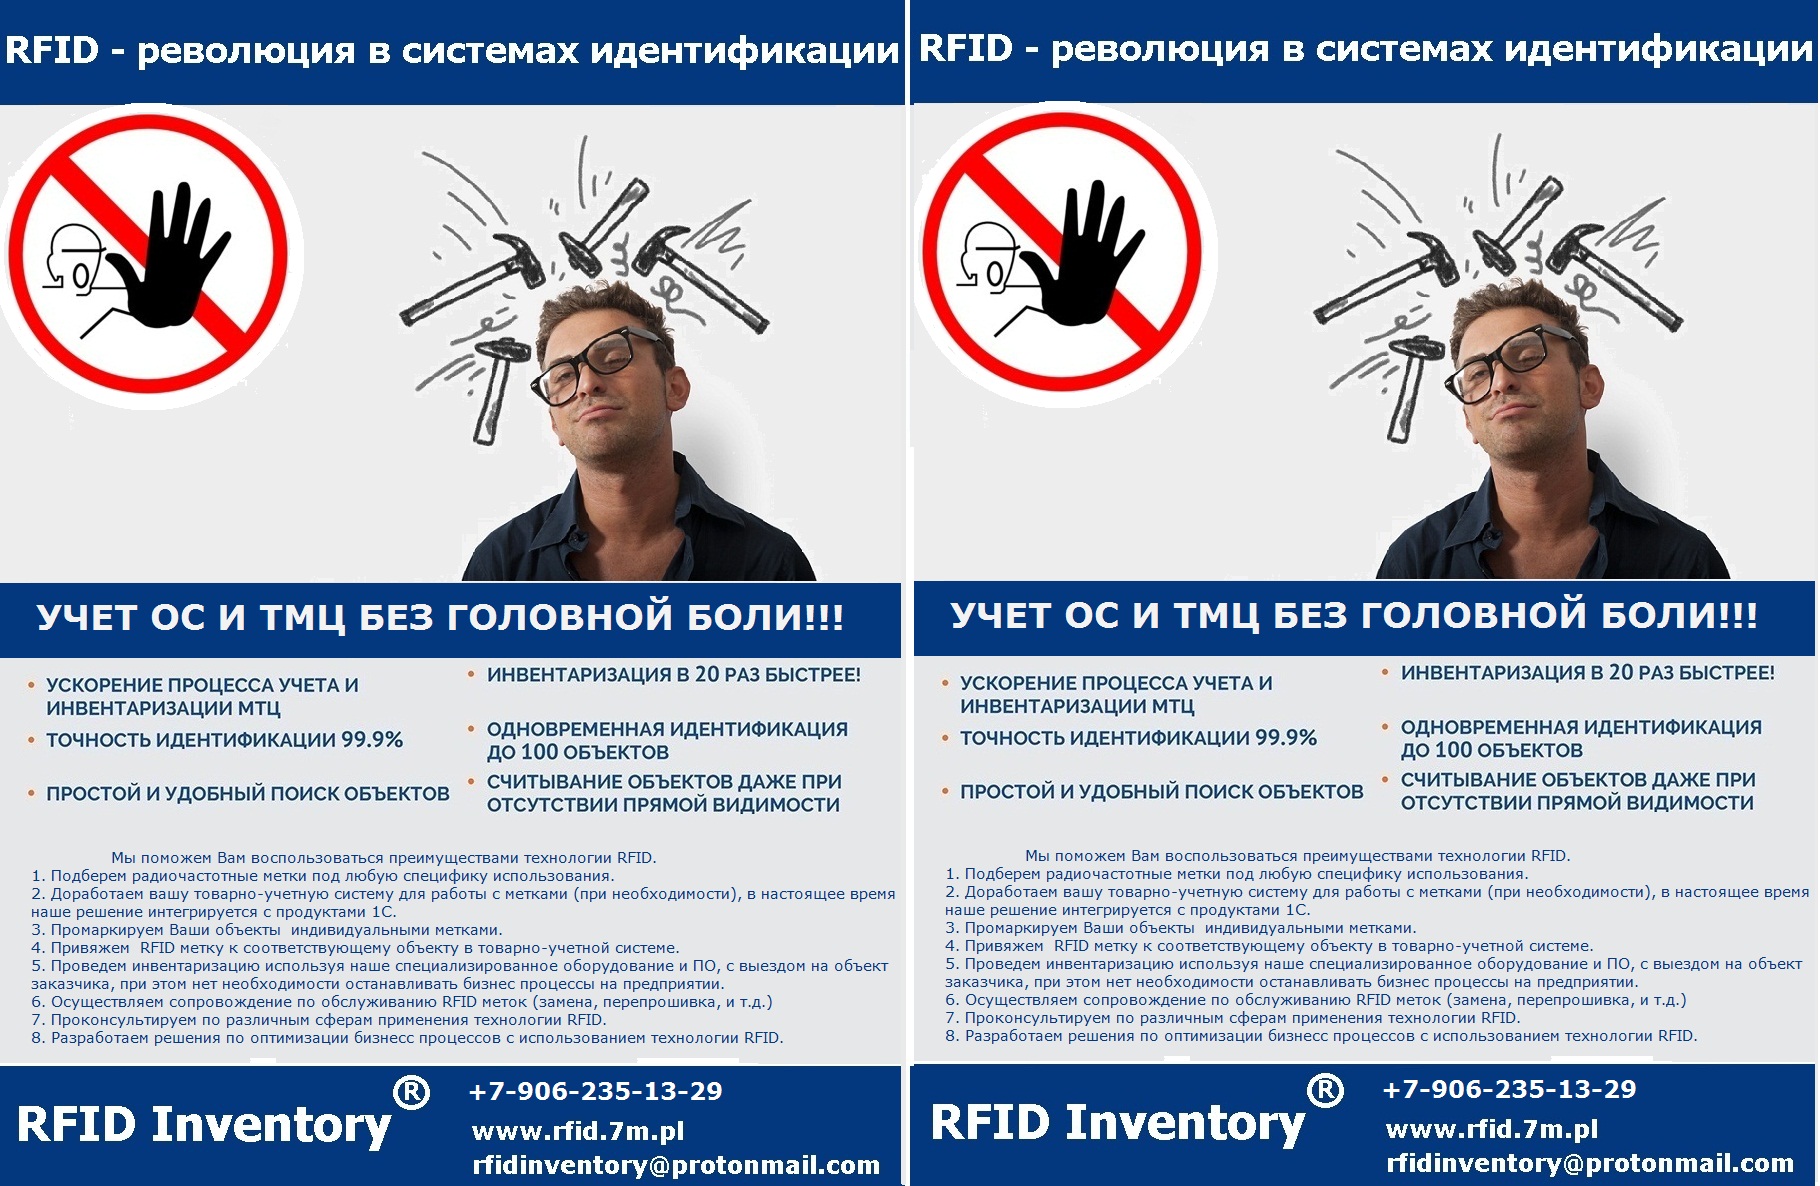 RFID - революция в системах идентификации
УЧЕТ ОС И ТМЦ БЕЗ ГОЛОВНОЙ БОЛИ!!!
• УСКОРЕНИЕ ПРОЦЕССА УЧЕТА И
ИНВЕНТАРИЗАЦИИ МТЦ
• ТОЧНОСТЬ ИДЕНТИФИКАЦИИ 99.9%
• ПРОСТОЙ И УДОБНЫЙ ПОИСК ОБЪЕКТОВ
• ИНВЕНТАРИЗАЦИЯ В 20 РАЗ БЫСТРЕЕ!
• ОДНОВРЕМЕННАЯ ИДЕНТИФИКАЦИЯ
ДО 100 ОБЪЕКТОВ
• СЧИТЫВАНИЕ ОБЪЕКТОВ ДАЖЕ ПРИ
ОТСУТСТВИИ ПРЯМОЙ ВИДИМОСТИ
Мы поможем Вам воспользоваться преимуществами технологии RFID.
1. Подберем радиочастотные метки под любую специфику использования.
2. Доработаем вашу товарно-учетную систему для работы с метками (при необходимости), в настоящее время
наше решение интегрируется с продуктами 1С.
3. Промаркируем Ваши объекты индивидуальными метками.
4. Привяжем RFID метку к соответствующему объекту в товарно-учетной системе.
5. Проведем инвентаризацию используя наше специализированное оборудование и ПО, с выездом на объект
заказчика, при этом нет необходимости останавливать бизнес процессы на предприятии.
6. Осуществляем сопровождение по обслуживанию RFID меток (замена, перепрошивка, и т.д.)
7. Проконсультируем по различным сферам применения технологии RFID.
8. Разработаем решения по оптимизации бизнесс процессов с использованием технологии RFID.
RFID Inventory®
+7-906-235-13-29
www.rfid.7m.pl
rfidinventory@protonmail.com
RFID - революция в системах идентификации
УЧЕТ ОС И ТМЦ БЕЗ ГОЛОВНОЙ БОЛИ!!!
• УСКОРЕНИЕ ПРОЦЕССА УЧЕТА И
ИНВЕНТАРИЗАЦИИ МТЦ
• ТОЧНОСТЬ ИДЕНТИФИКАЦИИ 99.9%
• ПРОСТОЙ И УДОБНЫЙ ПОИСК ОБЪЕКТОВ
• ИНВЕНТАРИЗАЦИЯ В 20 РАЗ БЫСТРЕЕ!
• ОДНОВРЕМЕННАЯ ИДЕНТИФИКАЦИЯ
ДО 100 ОБЪЕКТОВ
• СЧИТЫВАНИЕ ОБЪЕКТОВ ДАЖЕ ПРИ
ОТСУТСТВИИ ПРЯМОЙ ВИДИМОСТИ
Мы поможем Вам воспользоваться преимуществами технологии RFID.
1. Подберем радиочастотные метки под любую специфику использования.
2. Доработаем вашу товарно-учетную систему для работы с метками (при необходимости), в настоящее время
наше решение интегрируется с продуктами 1С.
3. Промаркируем Ваши объекты индивидуальными метками.
4. Привяжем RFID метку к соответствующему объекту в товарно-учетной системе.
5. Проведем инвентаризацию используя наше специализированное оборудование и ПО, с выездом на объект
заказчика, при этом нет необходимости останавливать бизнес процессы на предприятии.
6. Осуществляем сопровождение по обслуживанию RFID меток (замена, перепрошивка, и т.д.)
7. Проконсультируем по различным сферам применения технологии RFID.
8. Разработаем решения по оптимизации бизнесс процессов с использованием технологии RFID.
RFID Inventory®
+7-906-235-13-29
www.rfid.7m.pl
rfidinventory@protonmail.com